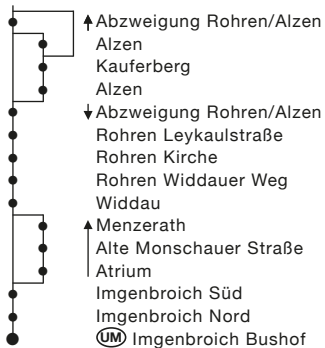 Abzweigung Rohren/Alzen
Alzen
Kauferberg
Alzen
Abzweigung Rohren/Alzen
Rohren Leykaulstraße
Rohren Kirche
Rohren Widdauer Weg
Widdau
Menzerath
Alte Monschauer Straße
Atrium
Imgenbroich Süd
Imgenbroich Nord
UM Imgenbroich Bushof